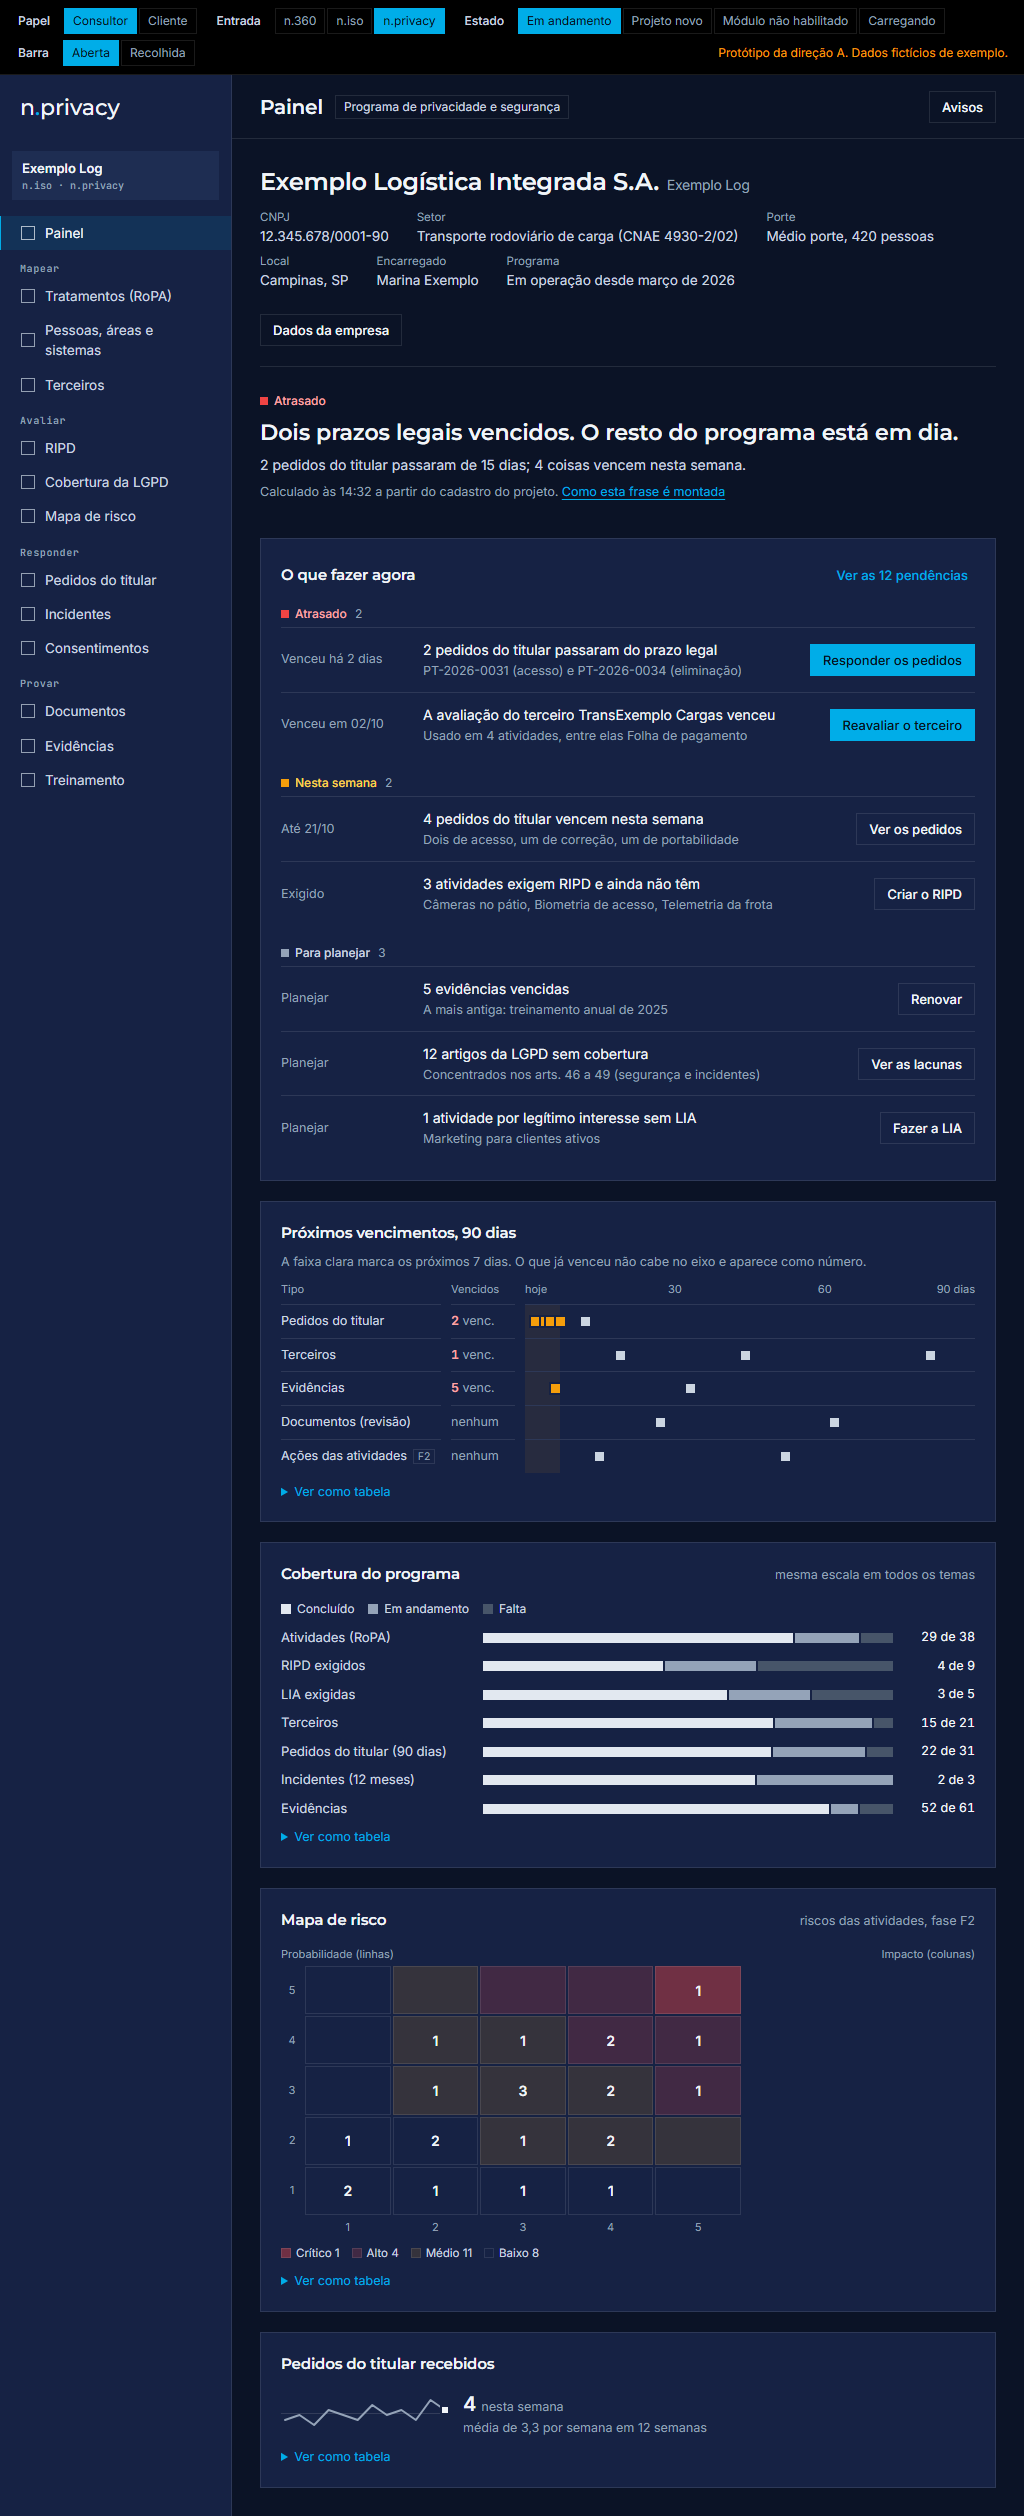 Papel Consultor Cliente Entrada n.360 n.iso n.privacy Estado Em andamento Projeto novo Módulo não habilitado Carregando
Barra Aberta Recolhida Protótipo da direção A. Dados fictícios de exemplo.
n.privacy
Exemplo Log
n.iso · n.privacy
Painel
Mapear
Tratamentos (RoPA)
Pessoas, áreas e
sistemas
Terceiros
Avaliar
RIPD
Cobertura da LGPD
Mapa de risco
Responder
Pedidos do titular
Incidentes
Consentimentos
Provar
Documentos
Evidências
Treinamento
Painel Programa de privacidade e segurança Avisos
Exemplo Logística Integrada S.A. Exemplo Log
CNPJ Setor Porte
12.345.678/0001-90 Transporte rodoviário de carga (CNAE 4930-2/02) Médio porte, 420 pessoas
Local Encarregado Programa
Campinas, SP Marina Exemplo Em operação desde março de 2026
Dados da empresa
Atrasado
Dois prazos legais vencidos. O resto do programa está em dia.
2 pedidos do titular passaram de 15 dias; 4 coisas vencem nesta semana.
Calculado às 14:32 a partir do cadastro do projeto. Como esta frase é montada
O que fazer agora Ver as 12 pendências
Atrasado 2
Venceu há 2 dias 2 pedidos do titular passaram do prazo legal Responder os pedidos
PT-2026-0031 (acesso) e PT-2026-0034 (eliminação)
Venceu em 02/10 A avaliação do terceiro TransExemplo Cargas venceu Reavaliar o terceiro
Usado em 4 atividades, entre elas Folha de pagamento
Nesta semana 2
Até 21/10 4 pedidos do titular vencem nesta semana Ver os pedidos
Dois de acesso, um de correção, um de portabilidade
Exigido 3 atividades exigem RIPD e ainda não têm Criar o RIPD
Câmeras no pátio, Biometria de acesso, Telemetria da frota
Para planejar 3
Planejar 5 evidências vencidas Renovar
A mais antiga: treinamento anual de 2025
Planejar 12 artigos da LGPD sem cobertura Ver as lacunas
Concentrados nos arts. 46 a 49 (segurança e incidentes)
Planejar 1 atividade por legítimo interesse sem LIA Fazer a LIA
Marketing para clientes ativos
Próximos vencimentos, 90 dias
A faixa clara marca os próximos 7 dias. O que já venceu não cabe no eixo e aparece como número.
Tipo Vencidos hoje 30 60 90 dias
Pedidos do titular 2 venc.
Terceiros 1 venc.
Evidências 5 venc.
Documentos (revisão) nenhum
Ações das atividades F2 nenhum
Ver como tabela
Cobertura do programa mesma escala em todos os temas
Concluído Em andamento Falta
Atividades (RoPA) 29 de 38
RIPD exigidos 4 de 9
LIA exigidas 3 de 5
Terceiros 15 de 21
Pedidos do titular (90 dias) 22 de 31
Incidentes (12 meses) 2 de 3
Evidências 52 de 61
Ver como tabela
Mapa de risco riscos das atividades, fase F2
Probabilidade (linhas) Impacto (colunas)
5 1
4 1 1 2 1
3 1 3 2 1
2 1 2 1 2
1 2 1 1 1
1 2 3 4 5
Crítico 1 Alto 4 Médio 11 Baixo 8
Ver como tabela
Pedidos do titular recebidos
4 nesta semana
média de 3,3 por semana em 12 semanas
Ver como tabela